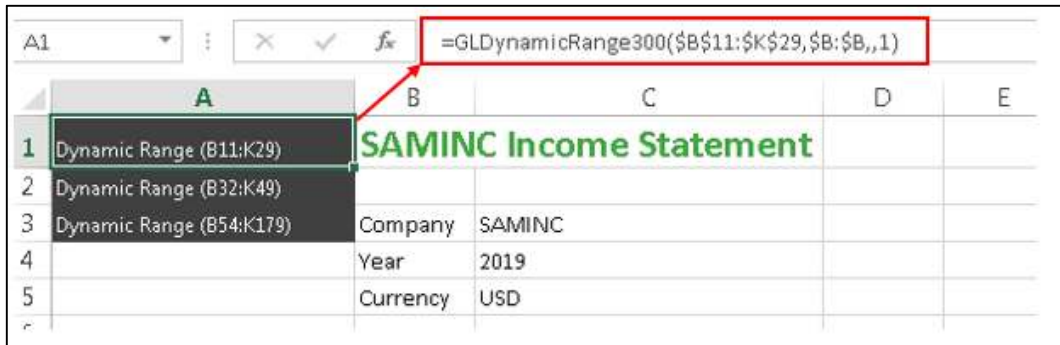 A1 fx =GLDynamicRange300($B$11:$K$29,$B:$B,,1)
A B C D E
1 Dynamic Range (B11:K29) SAMINC Income Statement
2 Dynamic Range (B32:K49)
3 Dynamic Range (B54:K179) Company SAMINC
4 Year 2019
5 Currency USD